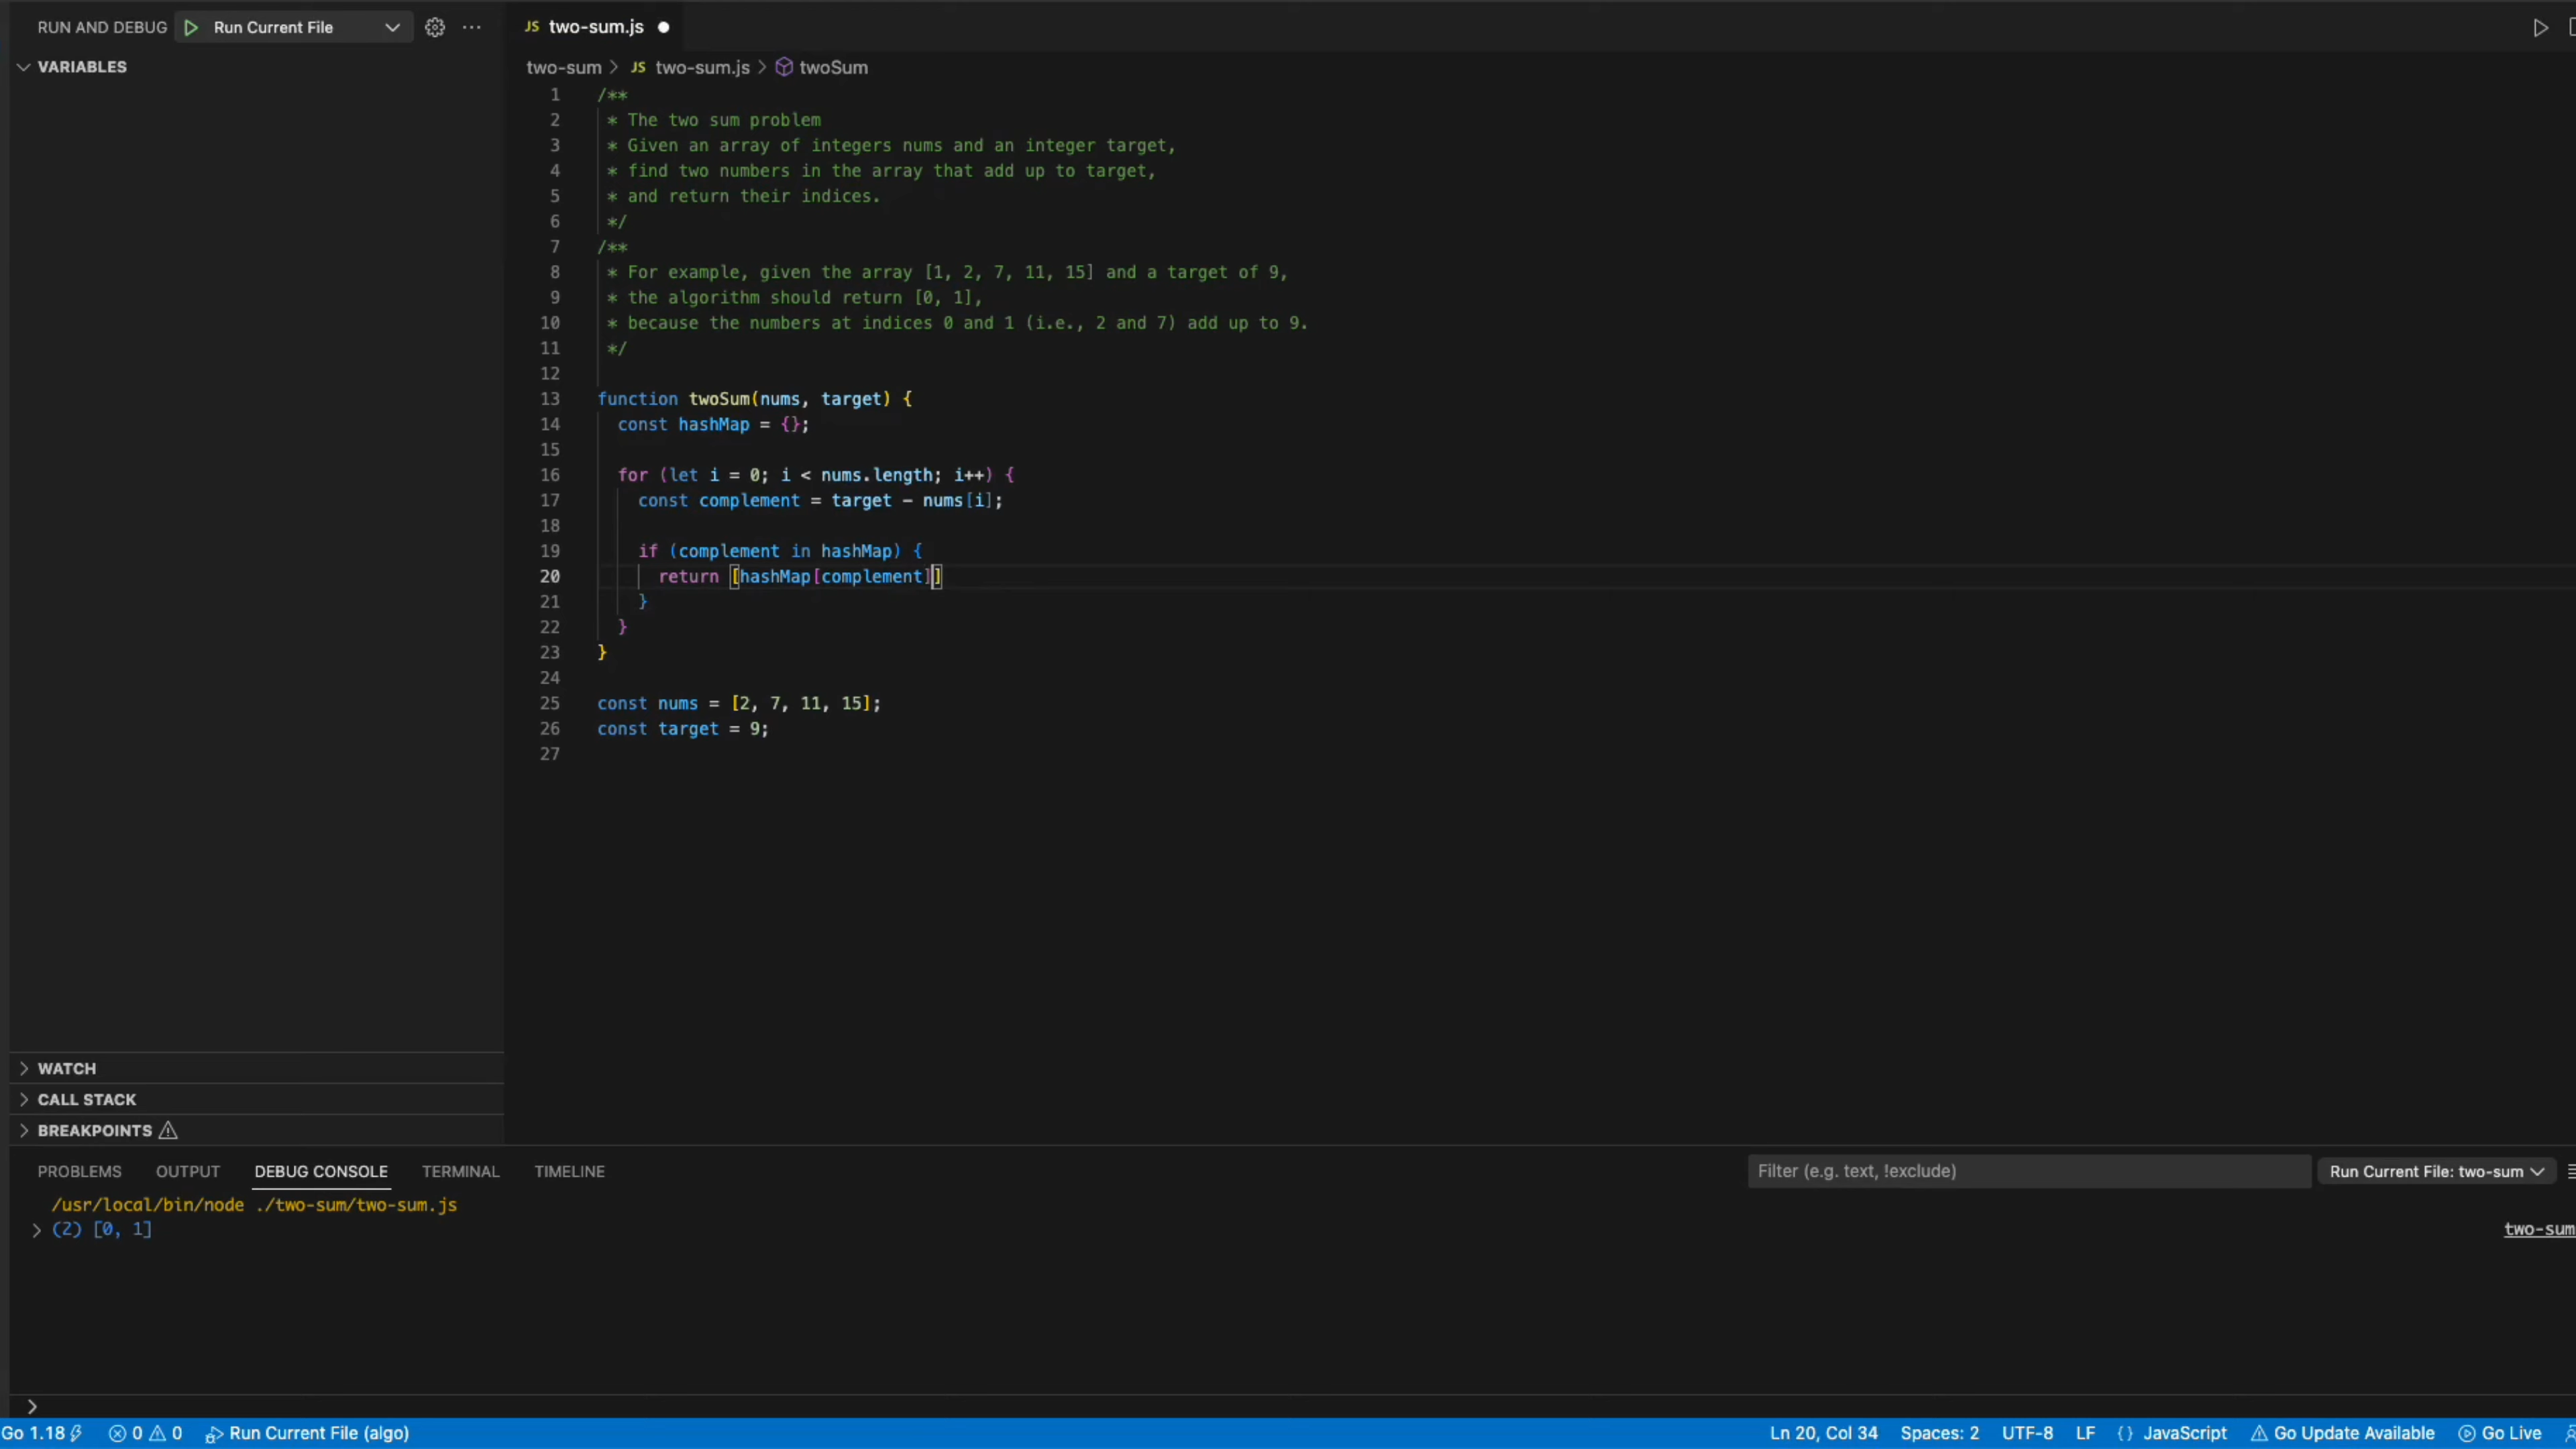 RUN AND DEBUG Run Current File
JS two-sum.js
VARIABLES
two-sum > JS two-sum.js > twoSum
1 /**
2 * The two sum problem
3 * Given an array of integers nums and an integer target,
4 * find two numbers in the array that add up to target,
5 * and return their indices.
6 */
7 /**
8 * For example, given the array [1, 2, 7, 11, 15] and a target of 9,
9 * the algorithm should return [0, 1],
10 * because the numbers at indices 0 and 1 (i.e., 2 and 7) add up to 9.
11 */
12
13 function twoSum(nums, target) {
14 const hashMap = {};
15
16 for (let i = 0; i < nums.length; i++) {
17 const complement = target - nums[i];
18
19 if (complement in hashMap) {
20 return [hashMap[complement]]
21 }
22 }
23 }
24
25 const nums = [2, 7, 11, 15];
26 const target = 9;
27
WATCH
CALL STACK
BREAKPOINTS
PROBLEMS OUTPUT DEBUG CONSOLE TERMINAL TIMELINE Filter (e.g. text, !exclude) Run Current File: two-sum
/usr/local/bin/node ./two-sum/two-sum.js
> (2) [0, 1] two-sum
>
Go 1.18 0 0 Run Current File (algo) Ln 20, Col 34 Spaces: 2 UTF-8 LF {} JavaScript Go Update Available Go Live